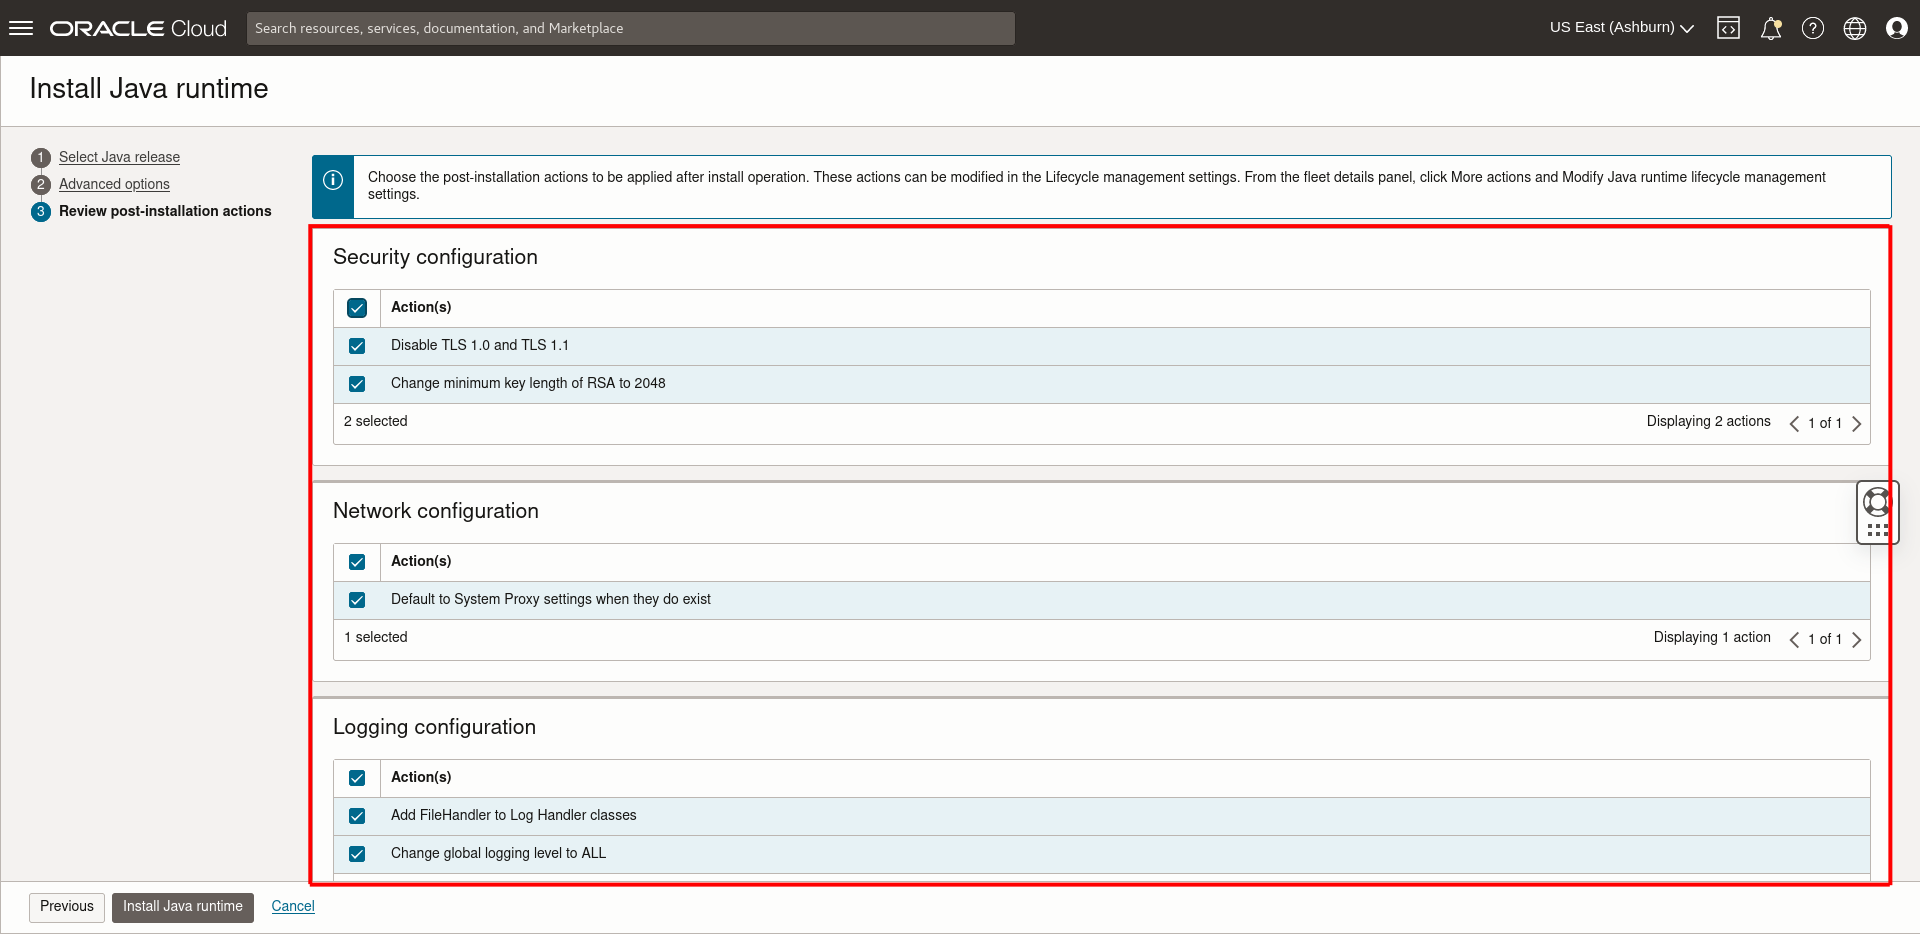 ORACLE Cloud
Search resources, services, documentation, and Marketplace
US East (Ashburn)
Install Java runtime
1 Select Java release
2 Advanced options
3 Review post-installation actions
Choose the post-installation actions to be applied after install operation. These actions can be modified in the Lifecycle management settings. From the fleet details panel, click More actions and Modify Java runtime lifecycle management
settings.
Security configuration
Action(s)
Disable TLS 1.0 and TLS 1.1
Change minimum key length of RSA to 2048
2 selected
Displaying 2 actions
1 of 1
Network configuration
Action(s)
Default to System Proxy settings when they do exist
1 selected
Displaying 1 action
1 of 1
Logging configuration
Action(s)
Add FileHandler to Log Handler classes
Change global logging level to ALL
Previous
Install Java runtime
Cancel